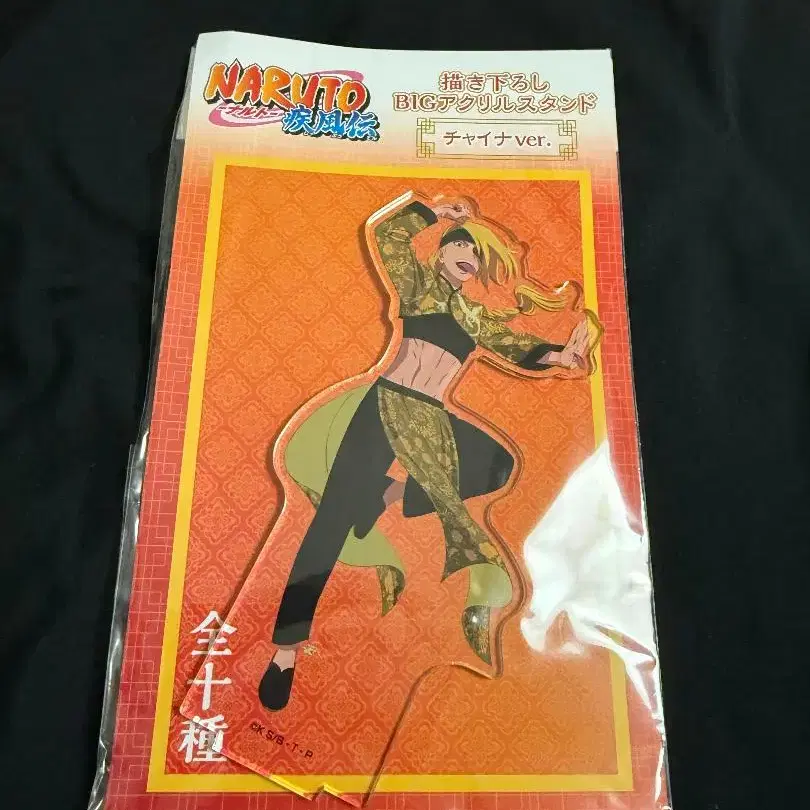 NARUTO
-ナルト-
疾風伝
描き下ろし
BIGアクリルスタンド
チャイナver.
全十種
©K S/S・T・P